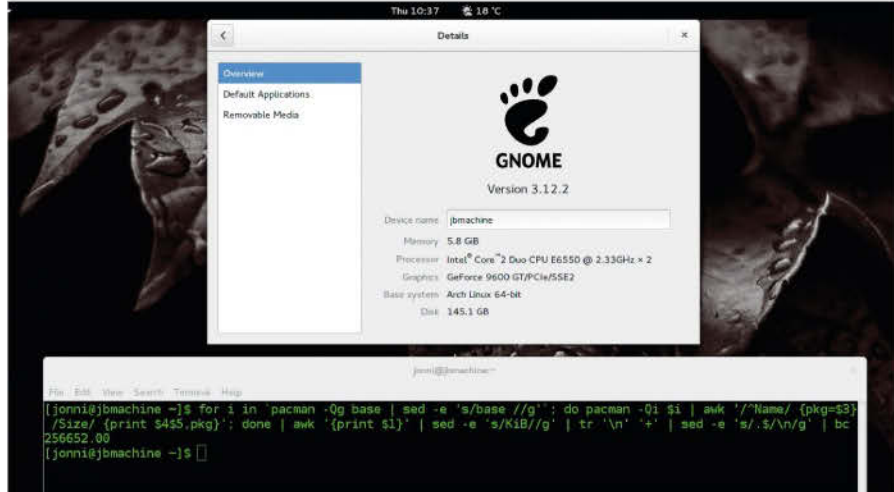 Thu 10:37 18 °C
Details
Overview
Default Applications
Removable Media
GNOME
Version 3.12.2
Device name jbmachine
Memory 5.8 GiB
Processor Intel® Core™2 Duo CPU E6550 @ 2.33GHz × 2
Graphics GeForce 9600 GT/PCIe/SSE2
Base system Arch Linux 64-bit
Disk 145.1 GB
jonni@jbmachine:~
File Edit View Search Terminal Help
[jonni@jbmachine ~]$ for i in `pacman -Qg base | sed -e 's/base //g'`; do pacman -Qi $i | awk '/^Name/ {pkg=$3}
/Size/ {print $4$5,pkg}'; done | awk '{print $1}' | sed -e 's/KiB//g' | tr '\n' '+' | sed -e 's/.$/\n/g' | bc
256652.00
[jonni@jbmachine ~]$